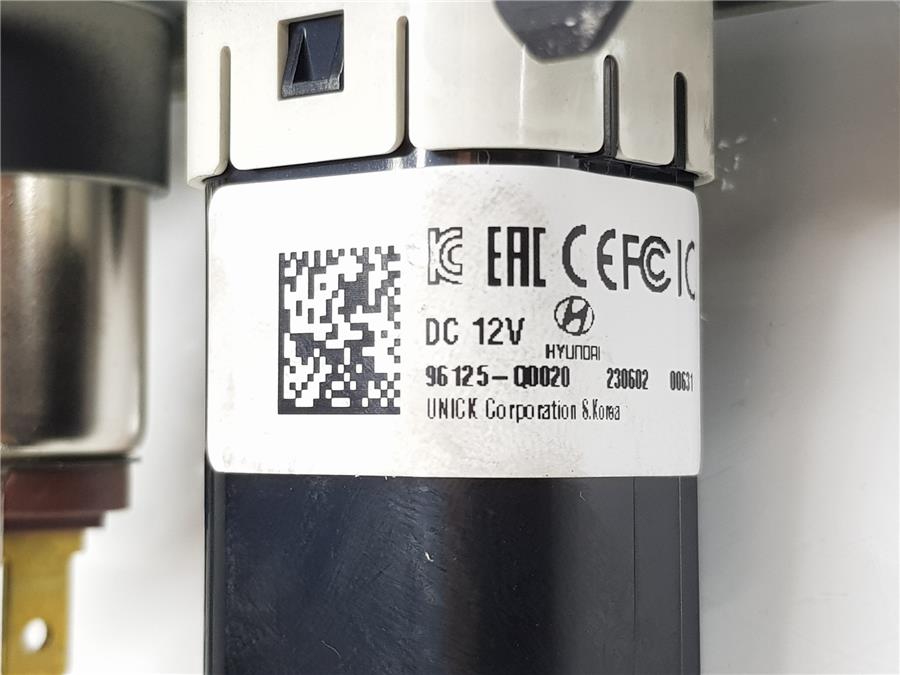 KC EAC CE FC IC
DC 12V
HYUNDAI
96125-Q0020 230602 00631
UNICK Corporation S.Korea